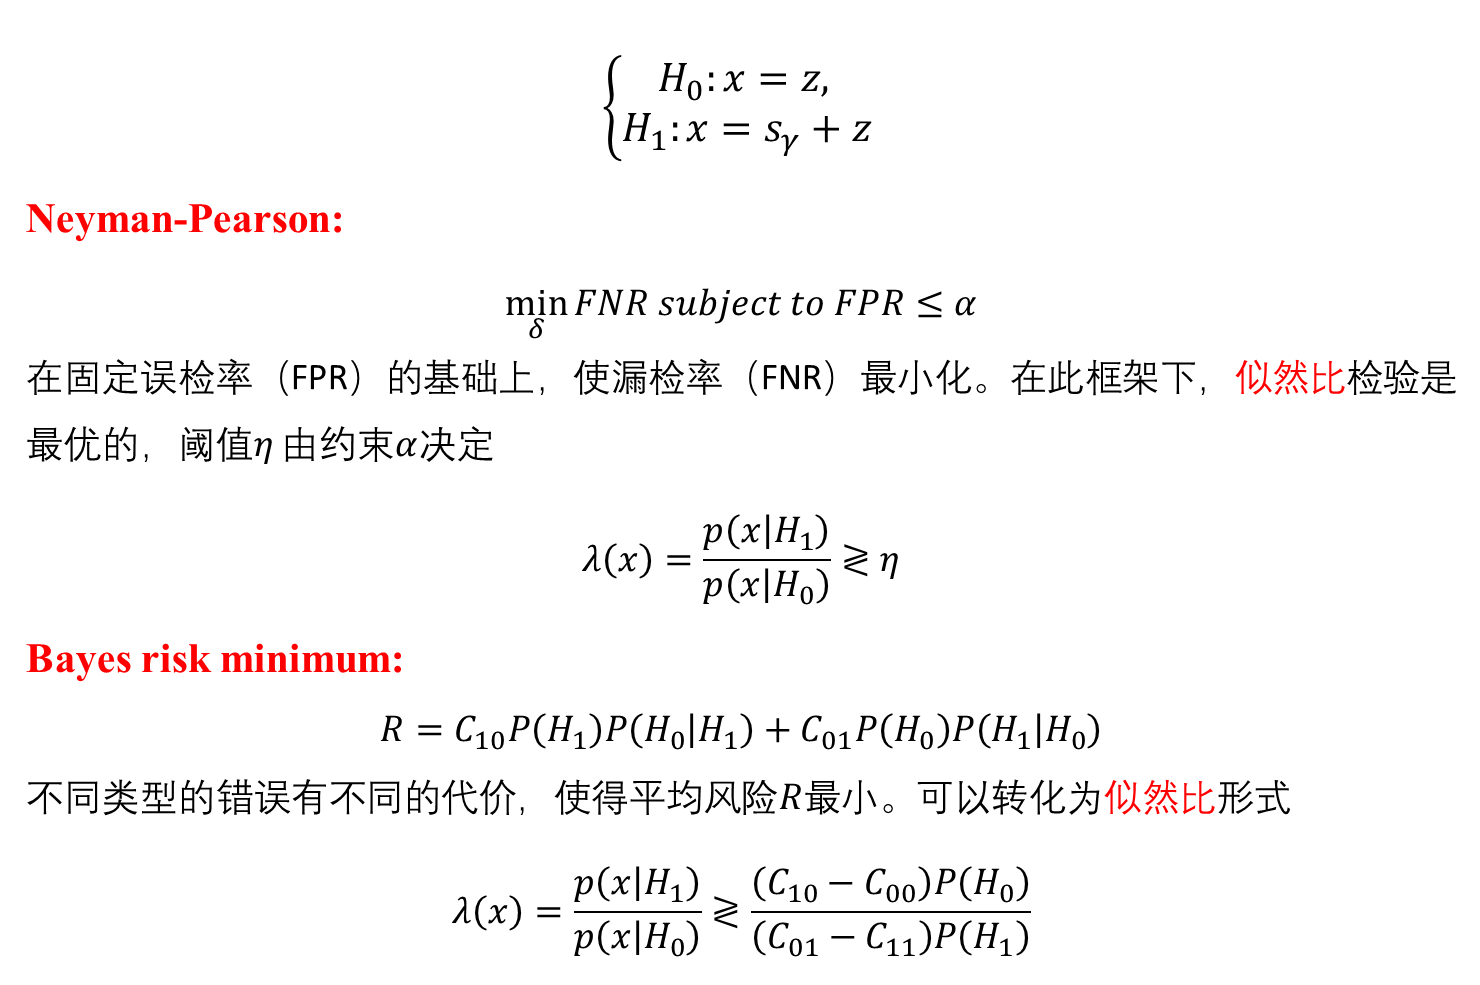 H₀: x = z,
H₁: x = s_γ + z
Neyman-Pearson:
min_δ FNR subject to FPR ≤ α
在固定误检率（FPR）的基础上，使漏检率（FNR）最小化。在此框架下，似然比检验是
最优的，阈值η 由约束α决定
λ(x) = p(x|H₁) / p(x|H₀) ≷ η
Bayes risk minimum:
R = C₁₀P(H₁)P(H₀|H₁) + C₀₁P(H₀)P(H₁|H₀)
不同类型的错误有不同的代价，使得平均风险R最小。可以转化为似然比形式
λ(x) = p(x|H₁) / p(x|H₀) ≷ (C₁₀ − C₀₀)P(H₀) / (C₀₁ − C₁₁)P(H₁)